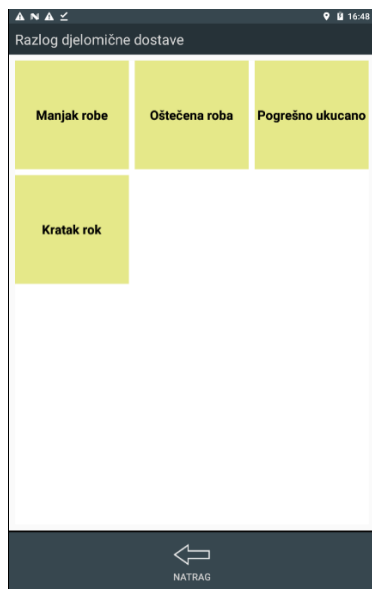 16:48
Razlog djelomične dostave
Manjak robe
Oštečena roba
Pogrešno ukucano
Kratak rok
NATRAG